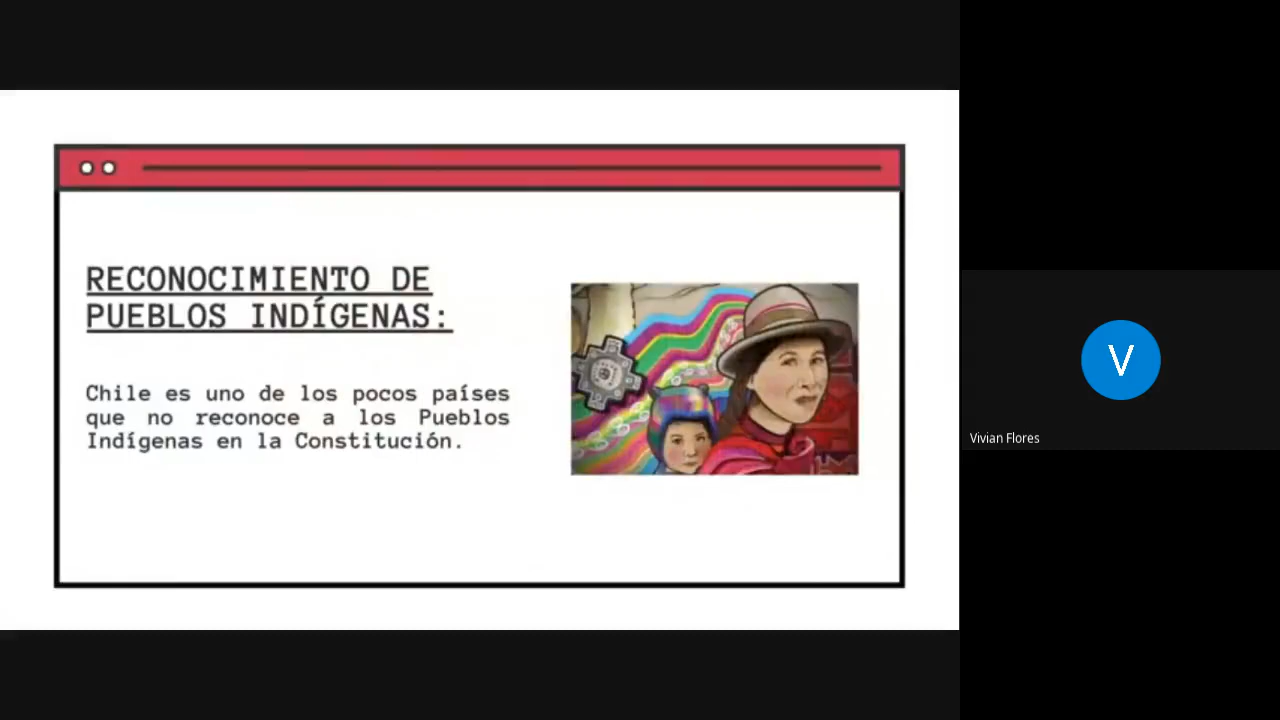 RECONOCIMIENTO DE
PUEBLOS INDÍGENAS:
Chile es uno de los pocos países
que no reconoce a los Pueblos
Indígenas en la Constitución.
V
Vivian Flores